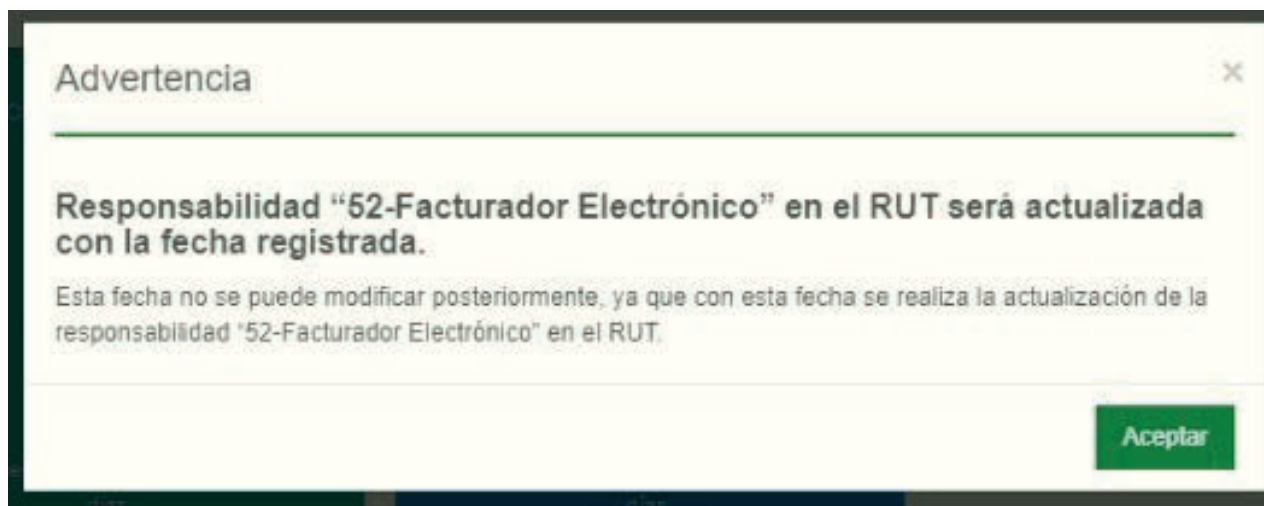 Advertencia
×
Responsabilidad “52-Facturador Electrónico” en el RUT será actualizada
con la fecha registrada.
Esta fecha no se puede modificar posteriormente, ya que con esta fecha se realiza la actualización de la
responsabilidad “52-Facturador Electrónico” en el RUT.
Aceptar